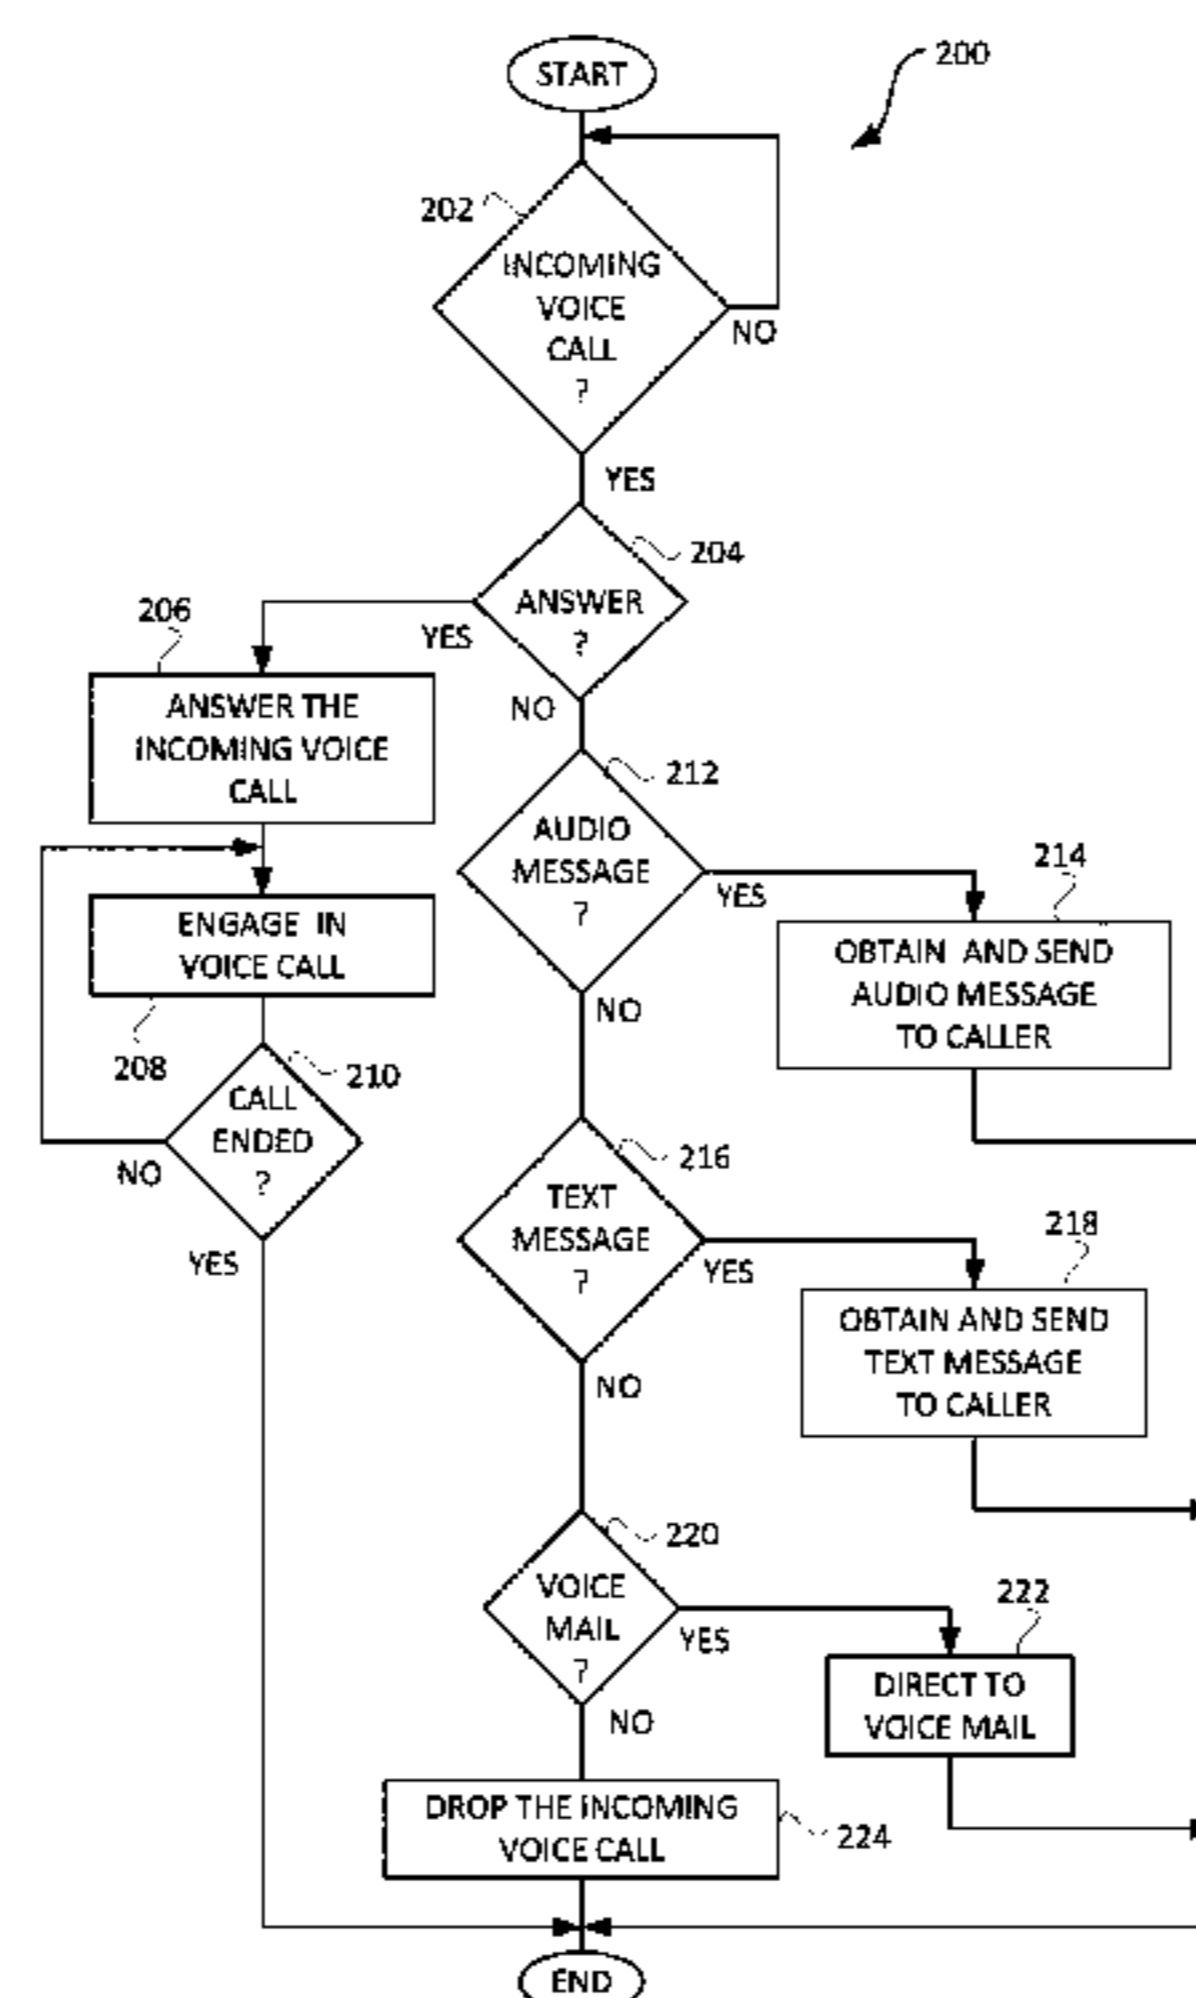 START
200
202
INCOMING
VOICE
CALL
?
NO
YES
204
ANSWER
?
YES
NO
206
ANSWER THE
INCOMING VOICE
CALL
212
AUDIO
MESSAGE
?
YES
NO
214
OBTAIN AND SEND
AUDIO MESSAGE
TO CALLER
ENGAGE IN
VOICE CALL
208
210
CALL
ENDED
?
NO
YES
216
TEXT
MESSAGE
?
YES
NO
218
OBTAIN AND SEND
TEXT MESSAGE
TO CALLER
220
VOICE
MAIL
?
YES
NO
222
DIRECT TO
VOICE MAIL
DROP THE INCOMING
VOICE CALL
224
END